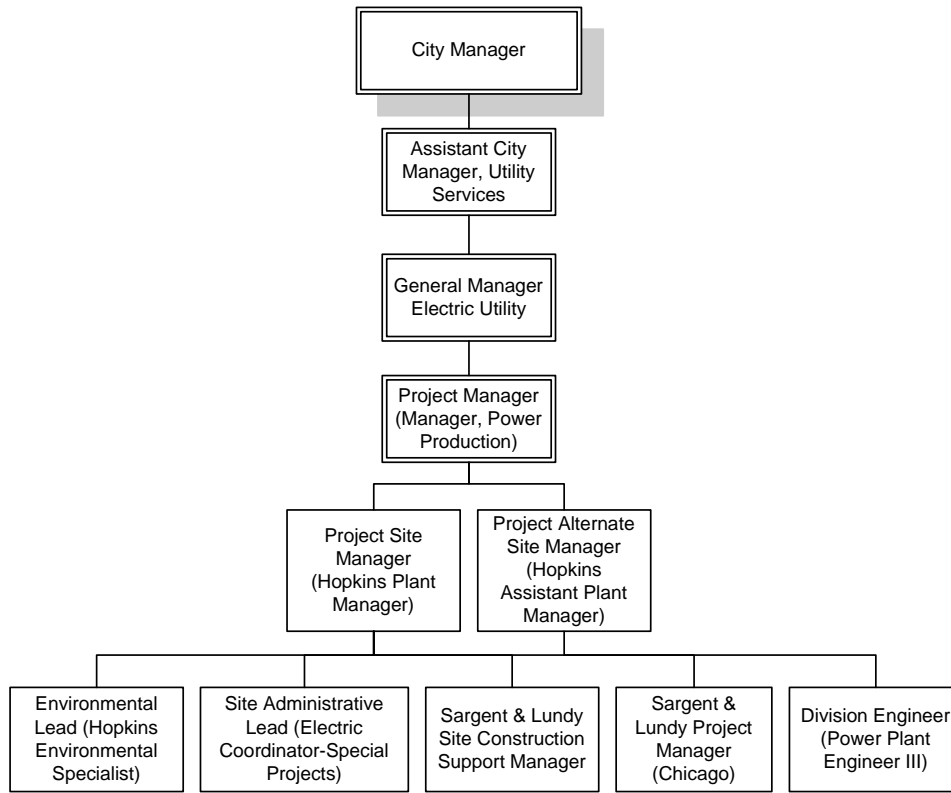 City Manager
Assistant City
Manager, Utility
Services
General Manager
Electric Utility
Project Manager
(Manager, Power
Production)
Project Site
Manager
(Hopkins Plant
Manager)
Project Alternate
Site Manager
(Hopkins
Assistant Plant
Manager)
Environmental
Lead (Hopkins
Environmental
Specialist)
Site Administrative
Lead (Electric
Coordinator-Special
Projects)
Sargent & Lundy
Site Construction
Support Manager
Sargent &
Lundy Project
Manager
(Chicago)
Division Engineer
(Power Plant
Engineer III)